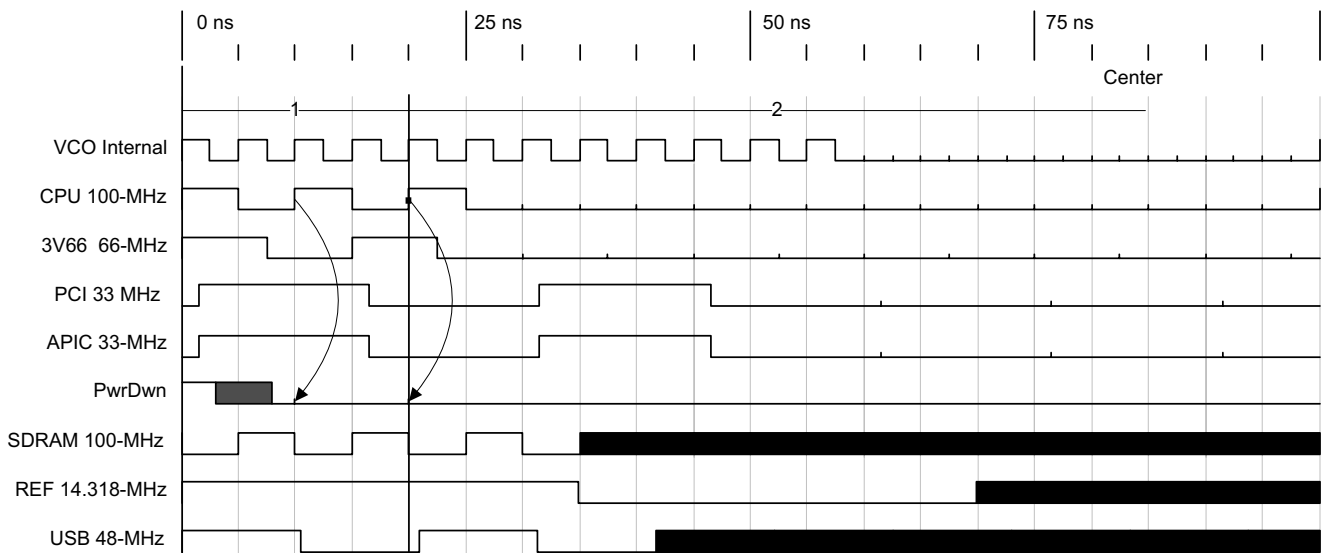 0 ns 25 ns 50 ns 75 ns
Center
1 2
VCO Internal
CPU 100-MHz
3V66 66-MHz
PCI 33 MHz
APIC 33-MHz
PwrDwn
SDRAM 100-MHz
REF 14.318-MHz
USB 48-MHz